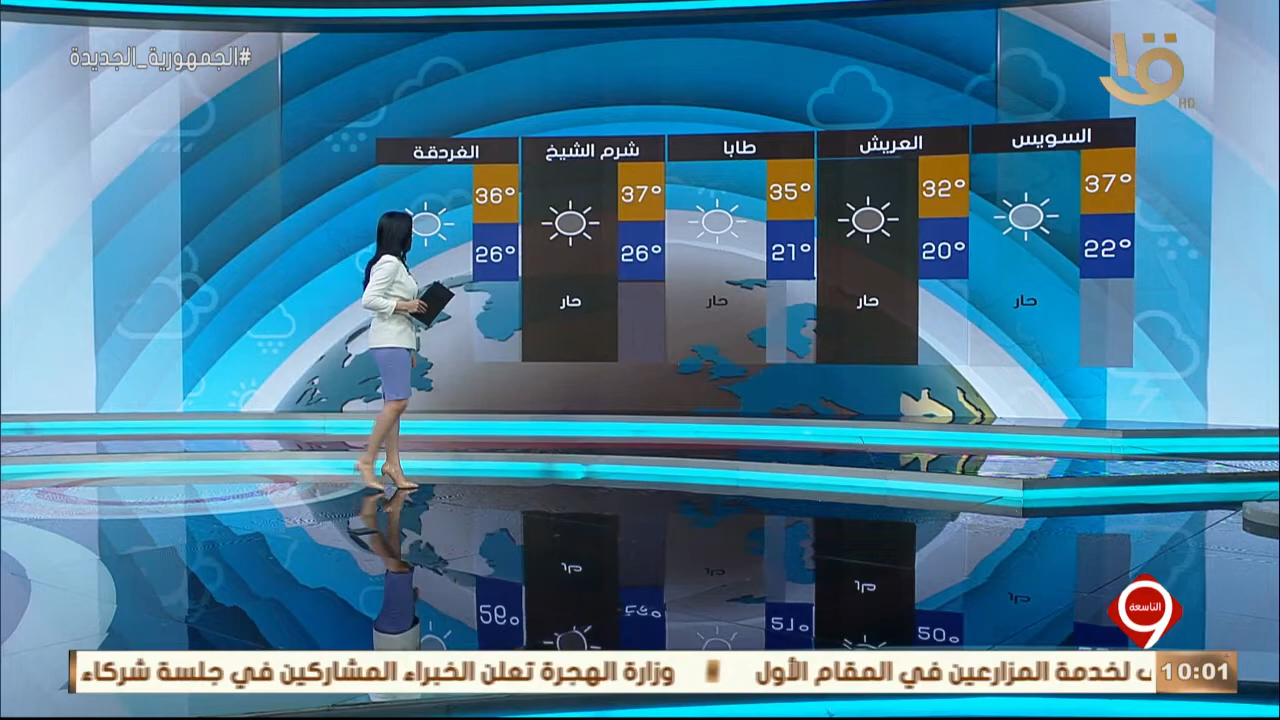 #الجمهورية_الجديدة
HD
السويس
37°
22°
حار
العريش
32°
20°
حار
طابا
35°
21°
حار
شرم الشيخ
37°
26°
حار
الغردقة
36°
26°
التاسعة
9
10:01
ف لخدمة المزارعين في المقام الأول
وزارة الهجرة تعلن الخبراء المشاركين في جلسة شركاء